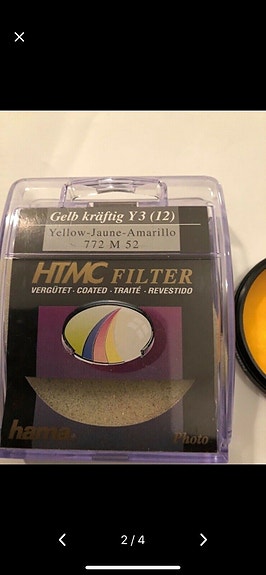 Gelb kräftig Y3 (12)
Yellow-Jaune-Amarillo
772 M 52
HTMC FILTER
VERGÜTET - COATED - TRAITÉ - REVESTIDO
hama®
Photo
2/4